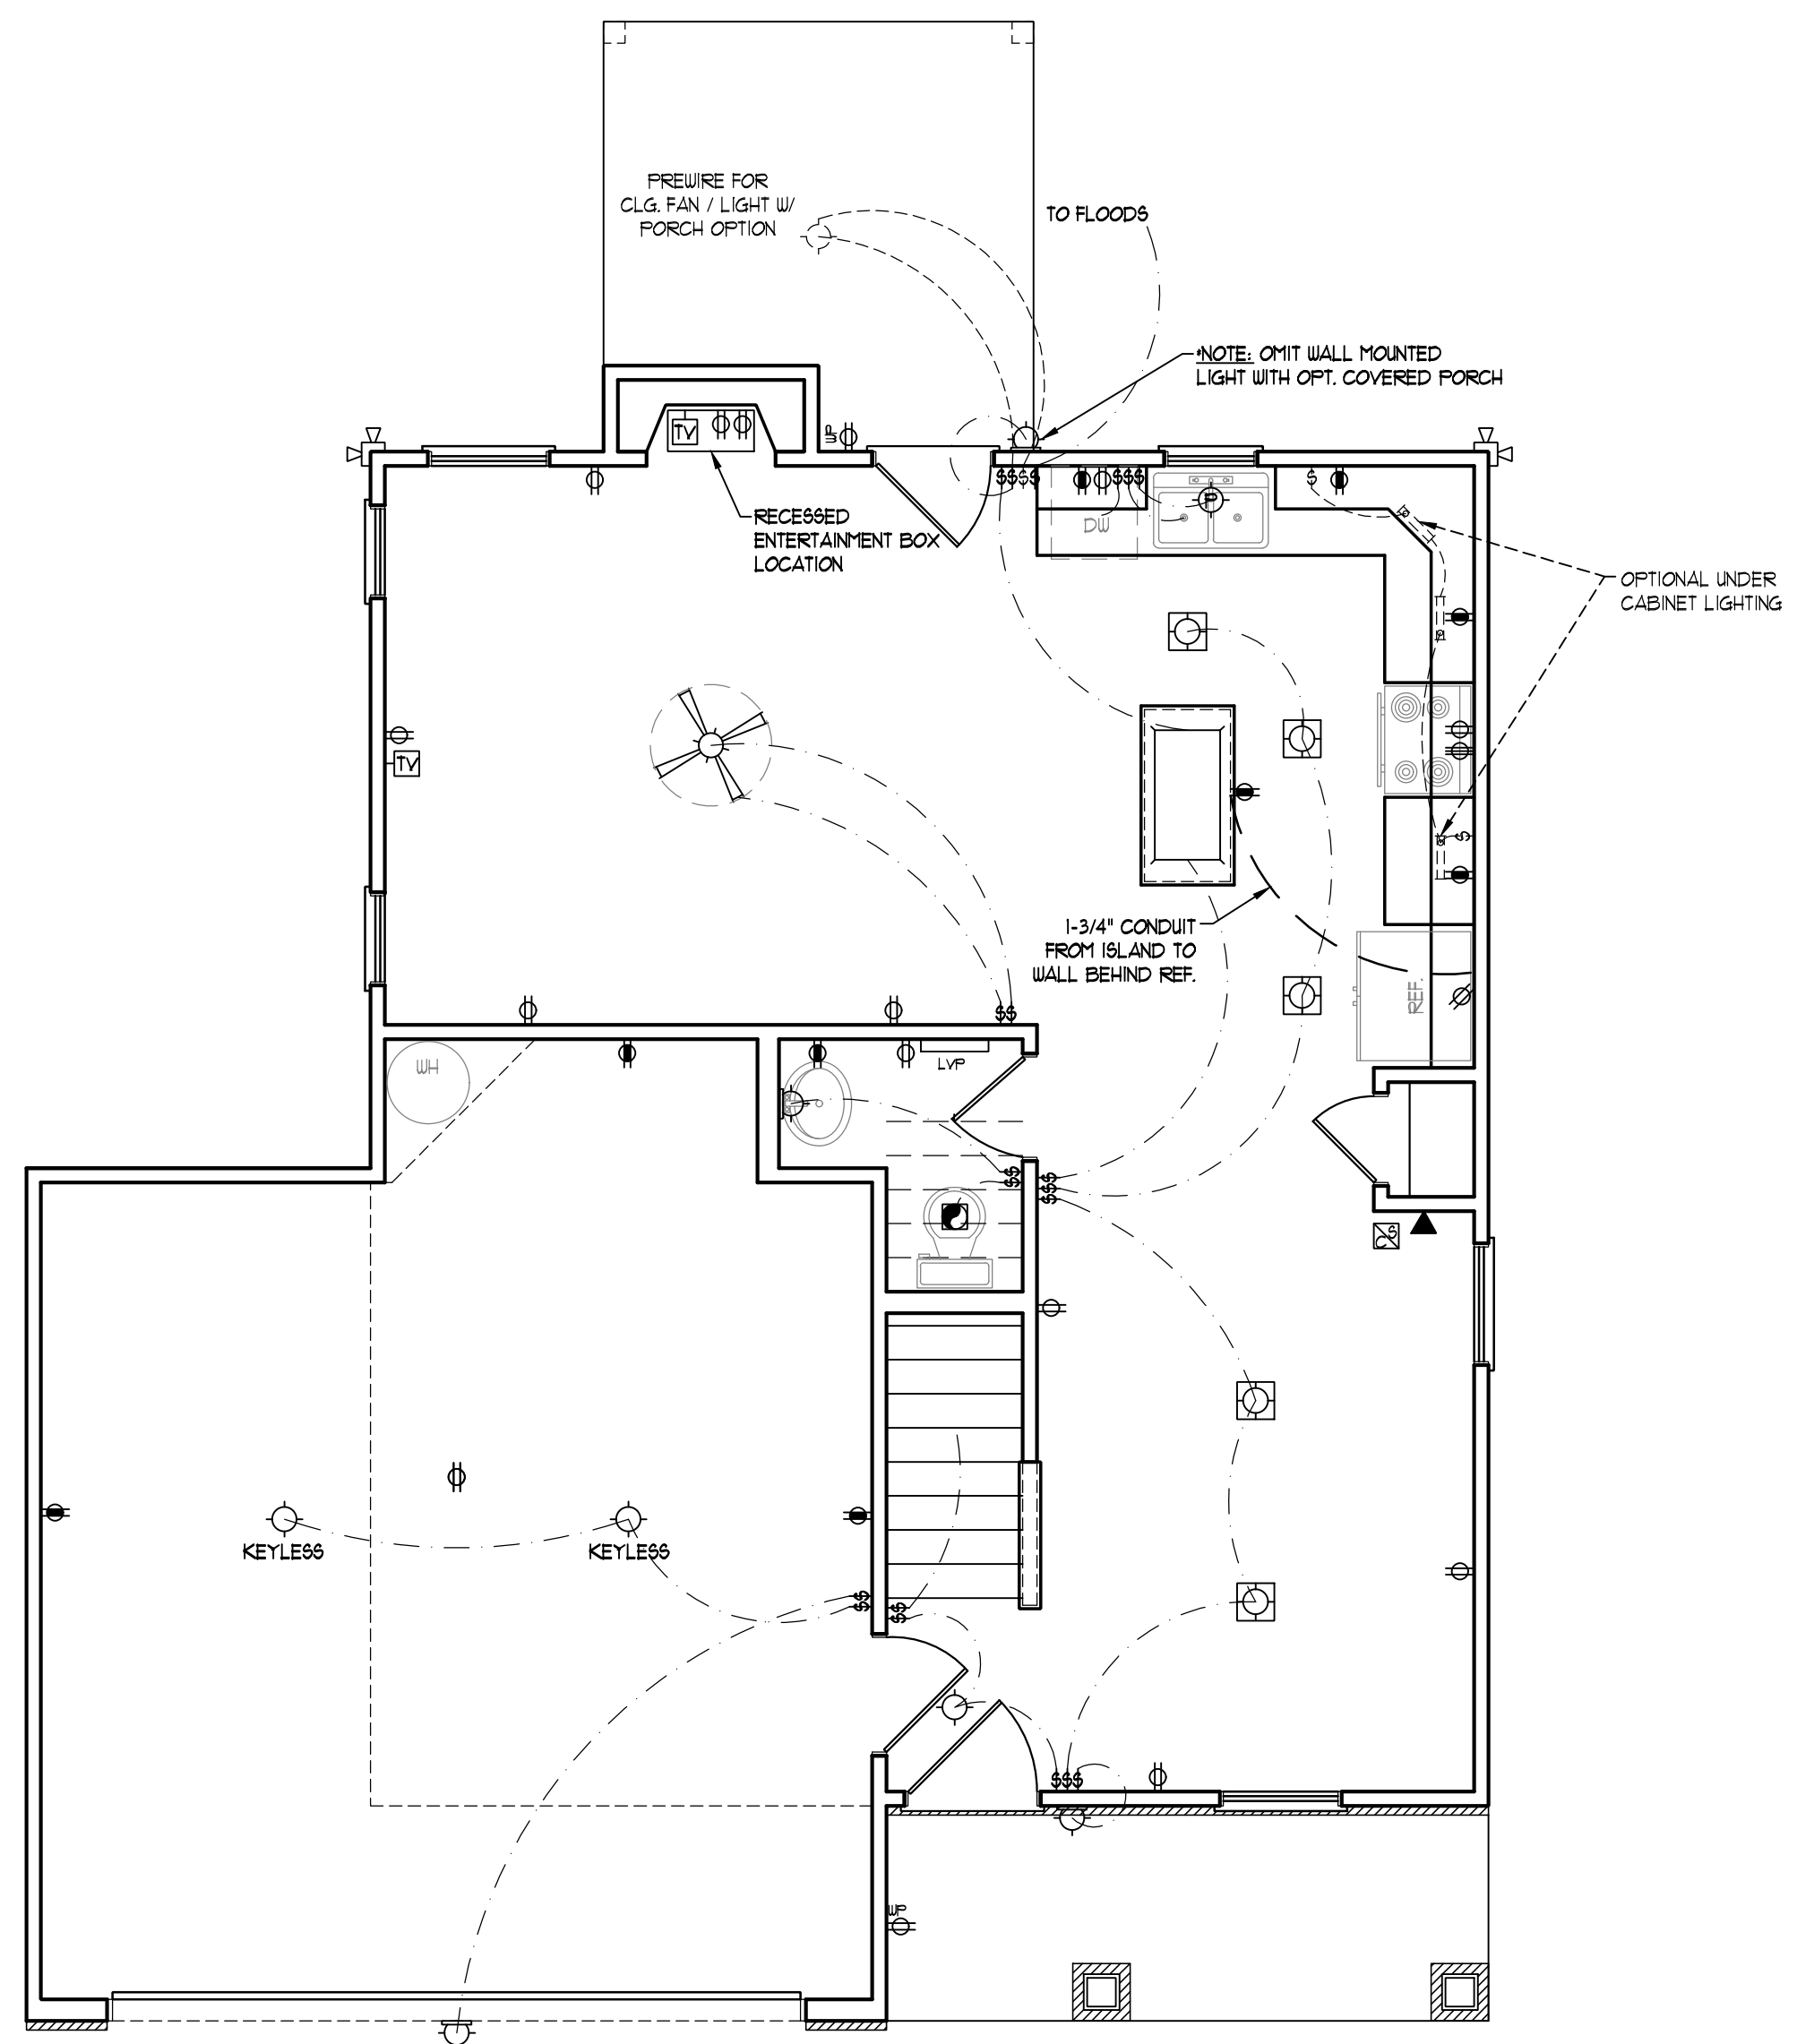 PREWIRE FOR
CLG. FAN / LIGHT W/
PORCH OPTION
TO FLOODS
*NOTE: OMIT WALL MOUNTED
LIGHT WITH OPT. COVERED PORCH
TV
WP
$$$$
$$$
$
P
DW
RECESSED
ENTERTAINMENT BOX
LOCATION
OPTIONAL UNDER
CABINET LIGHTING
TV
$
1-3/4" CONDUIT
FROM ISLAND TO
WALL BEHIND REF.
REF.
$$
WH
LVP
$$
$$$
CS
KEYLESS
KEYLESS
$$
$$
$$$
WP